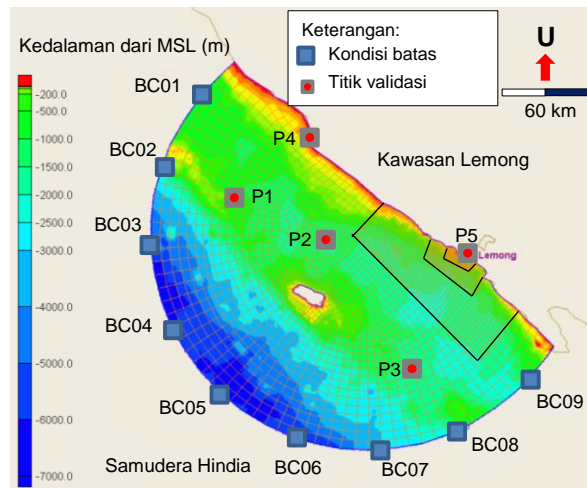 Keterangan:
Kedalaman dari MSL (m)
Kondisi batas
Titik validasi
U
60 km
-200.0
-500.0
-1000.0
-2000.0
-2500.0
-3000.0
-4000.0
-5000.0
-6000.0
-7000.0
BC01
BC02
BC03
BC04
BC05
BC06
BC07
BC08
BC09
P4
Kawasan Lemong
P1
P2
P5
Lemong
P3
Samudera Hindia